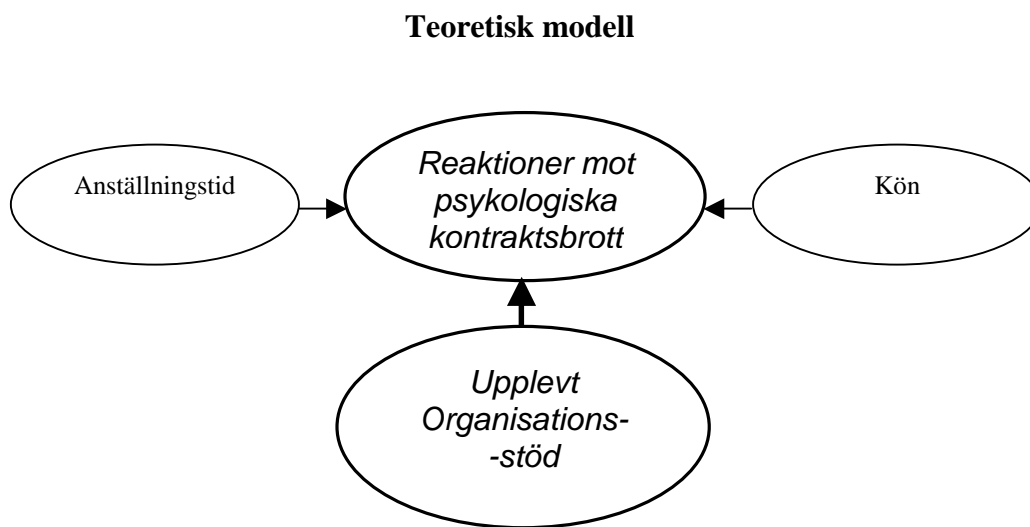 Teoretisk modell
Anställningstid
Reaktioner mot
psykologiska
kontraktsbrott
Kön
Upplevt
Organisations-
-stöd